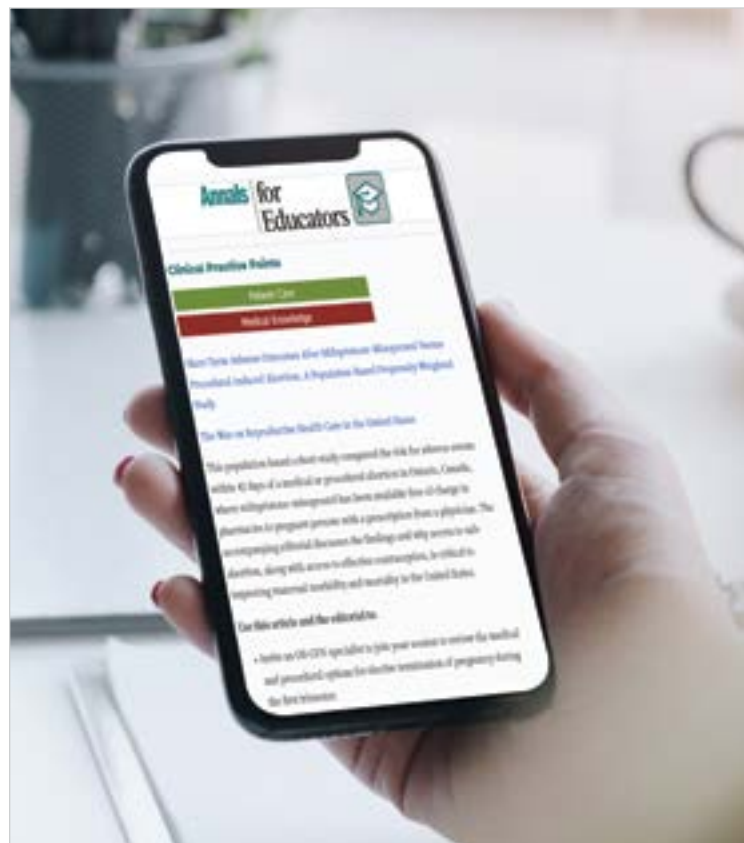 Annals for
Educators
Clinical Practice Points
Patient Care
Medical Knowledge
Short-Term Adverse Outcomes After Mifepristone–Misoprostol Versus
Procedural Induced Abortion: A Population-Based Propensity-Weighted
Study
The War on Reproductive Health Care in the United States
This population-based cohort study compared the risk for adverse events
within 42 days of a medical or procedural abortion in Ontario, Canada,
where mifepristone–misoprostol has been available free of charge in
pharmacies to pregnant persons with a prescription from a physician. The
accompanying editorial discusses the findings and why access to safe
abortion, along with access to effective contraception, is critical to
improving maternal morbidity and mortality in the United States.
Use this article and the editorial to:
• Invite an OB-GYN specialist to join your session to review the medical
and procedural options for elective termination of pregnancy during
the first trimester.